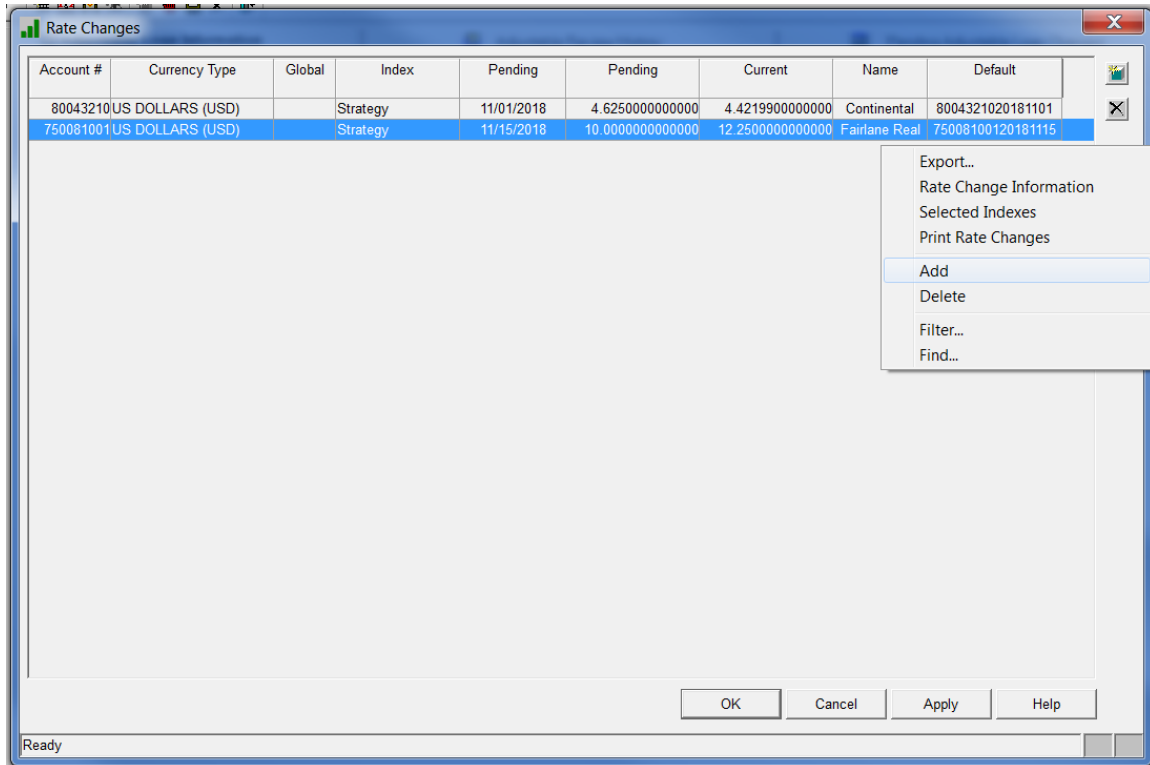 Rate Changes
Account # Currency Type Global Index Pending Pending Current Name Default
80043210 US DOLLARS (USD) Strategy 11/01/2018 4.6250000000000 4.4219900000000 Continental 8004321020181101
750081001 US DOLLARS (USD) Strategy 11/15/2018 10.0000000000000 12.2500000000000 Fairlane Real 75008100120181115
Export...
Rate Change Information
Selected Indexes
Print Rate Changes
Add
Delete
Filter...
Find...
OK Cancel Apply Help
Ready